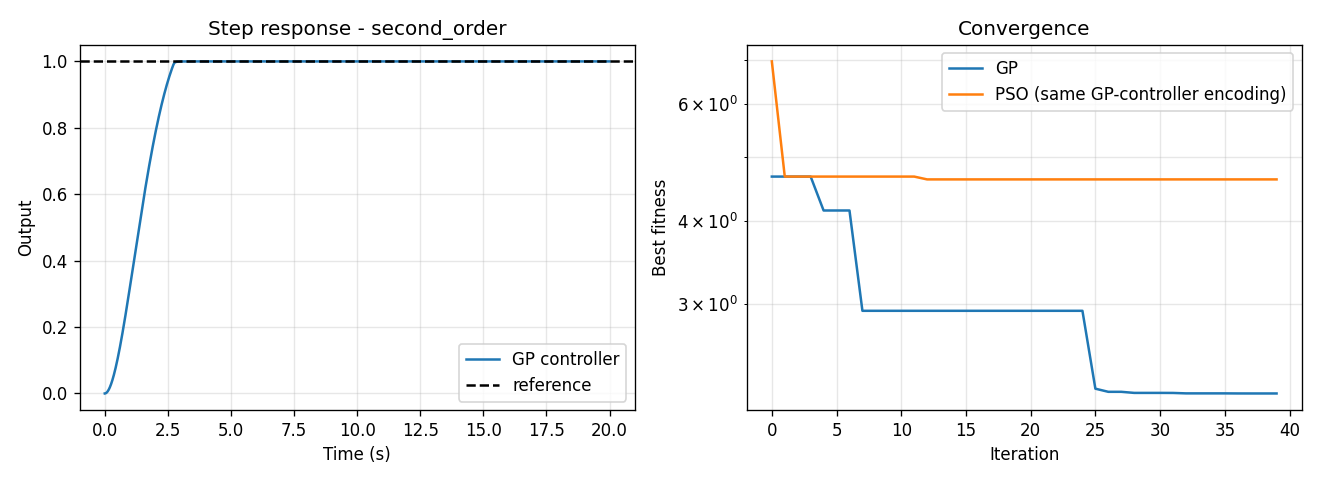 Step response - second_order
1.0
0.8
0.6
0.4
0.2
0.0
Output
0.0 2.5 5.0 7.5 10.0 12.5 15.0 17.5 20.0
Time (s)
GP controller
reference
Convergence
6 × 10⁰
4 × 10⁰
3 × 10⁰
Best fitness
0 5 10 15 20 25 30 35 40
Iteration
GP
PSO (same GP-controller encoding)